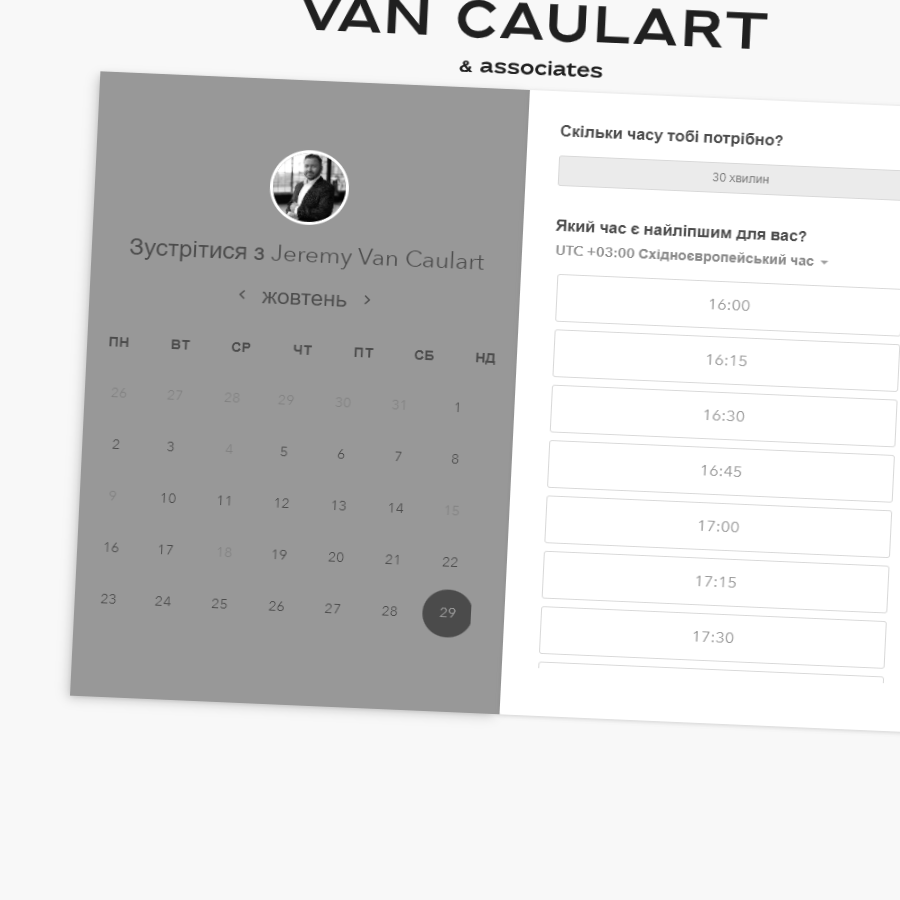 VAN CAULART
& associates
Зустрітися з Jeremy Van Caulart
жовтень
ПН ВТ СР ЧТ ПТ СБ НД
26 27 28 29 30 31 1
2 3 4 5 6 7 8
9 10 11 12 13 14 15
16 17 18 19 20 21 22
23 24 25 26 27 28 29
Скільки часу тобі потрібно?
30 хвилин
Який час є найліпшим для вас?
UTC +03:00 Східноєвропейський час
16:00
16:15
16:30
16:45
17:00
17:15
17:30